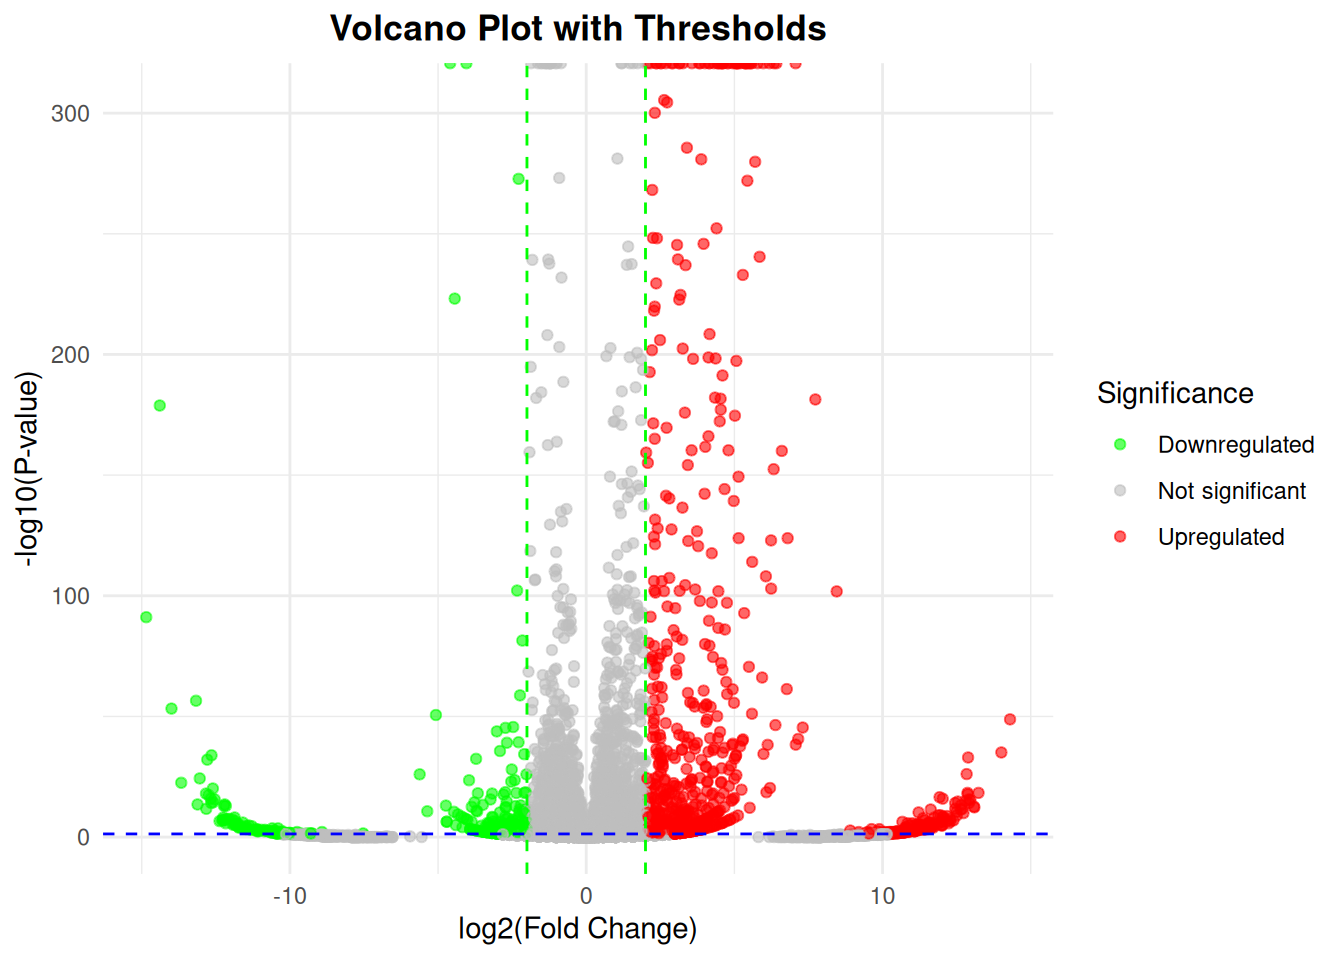 Volcano Plot with Thresholds
300
200
100
0
-log10(P-value)
-10
0
10
log2(Fold Change)
Significance
Downregulated
Not significant
Upregulated